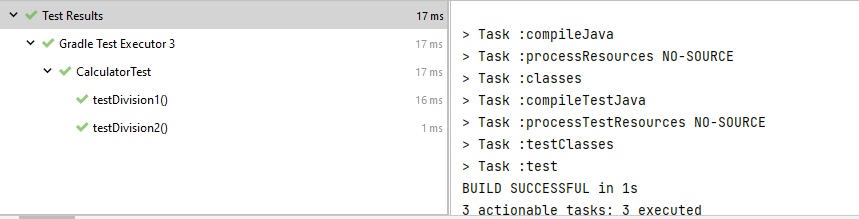 Test Results 17 ms
Gradle Test Executor 3 17 ms
CalculatorTest 17 ms
testDivision1() 16 ms
testDivision2() 1 ms
> Task :compileJava
> Task :processResources NO-SOURCE
> Task :classes
> Task :compileTestJava
> Task :processTestResources NO-SOURCE
> Task :testClasses
> Task :test
BUILD SUCCESSFUL in 1s
3 actionable tasks: 3 executed